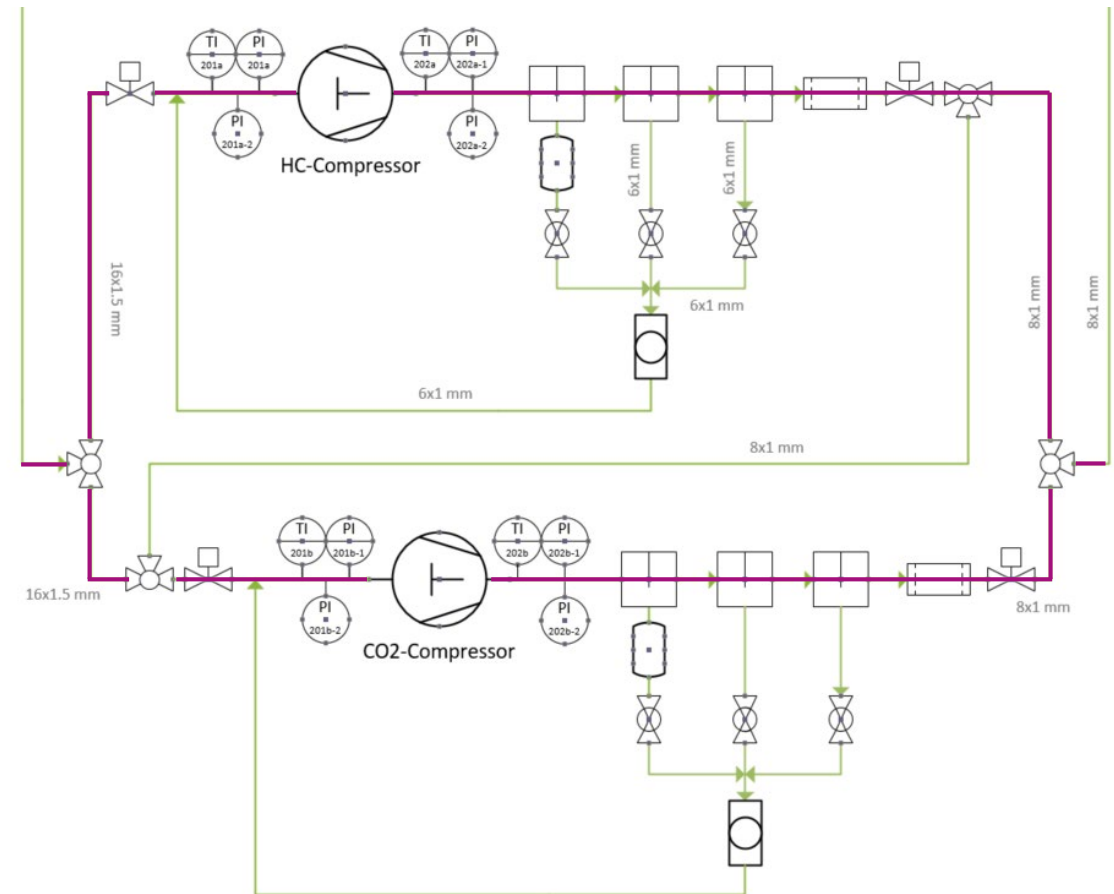 TI
201a
PI
201a
TI
202a
PI
202a-1
PI
201a-2
PI
202a-2
HC-Compressor
6x1 mm
6x1 mm
16x1.5 mm
6x1 mm
8x1 mm
8x1 mm
6x1 mm
8x1 mm
TI
201b
PI
201b-1
TI
202b
PI
202b-1
16x1.5 mm
PI
201b-2
PI
202b-2
8x1 mm
CO2-Compressor